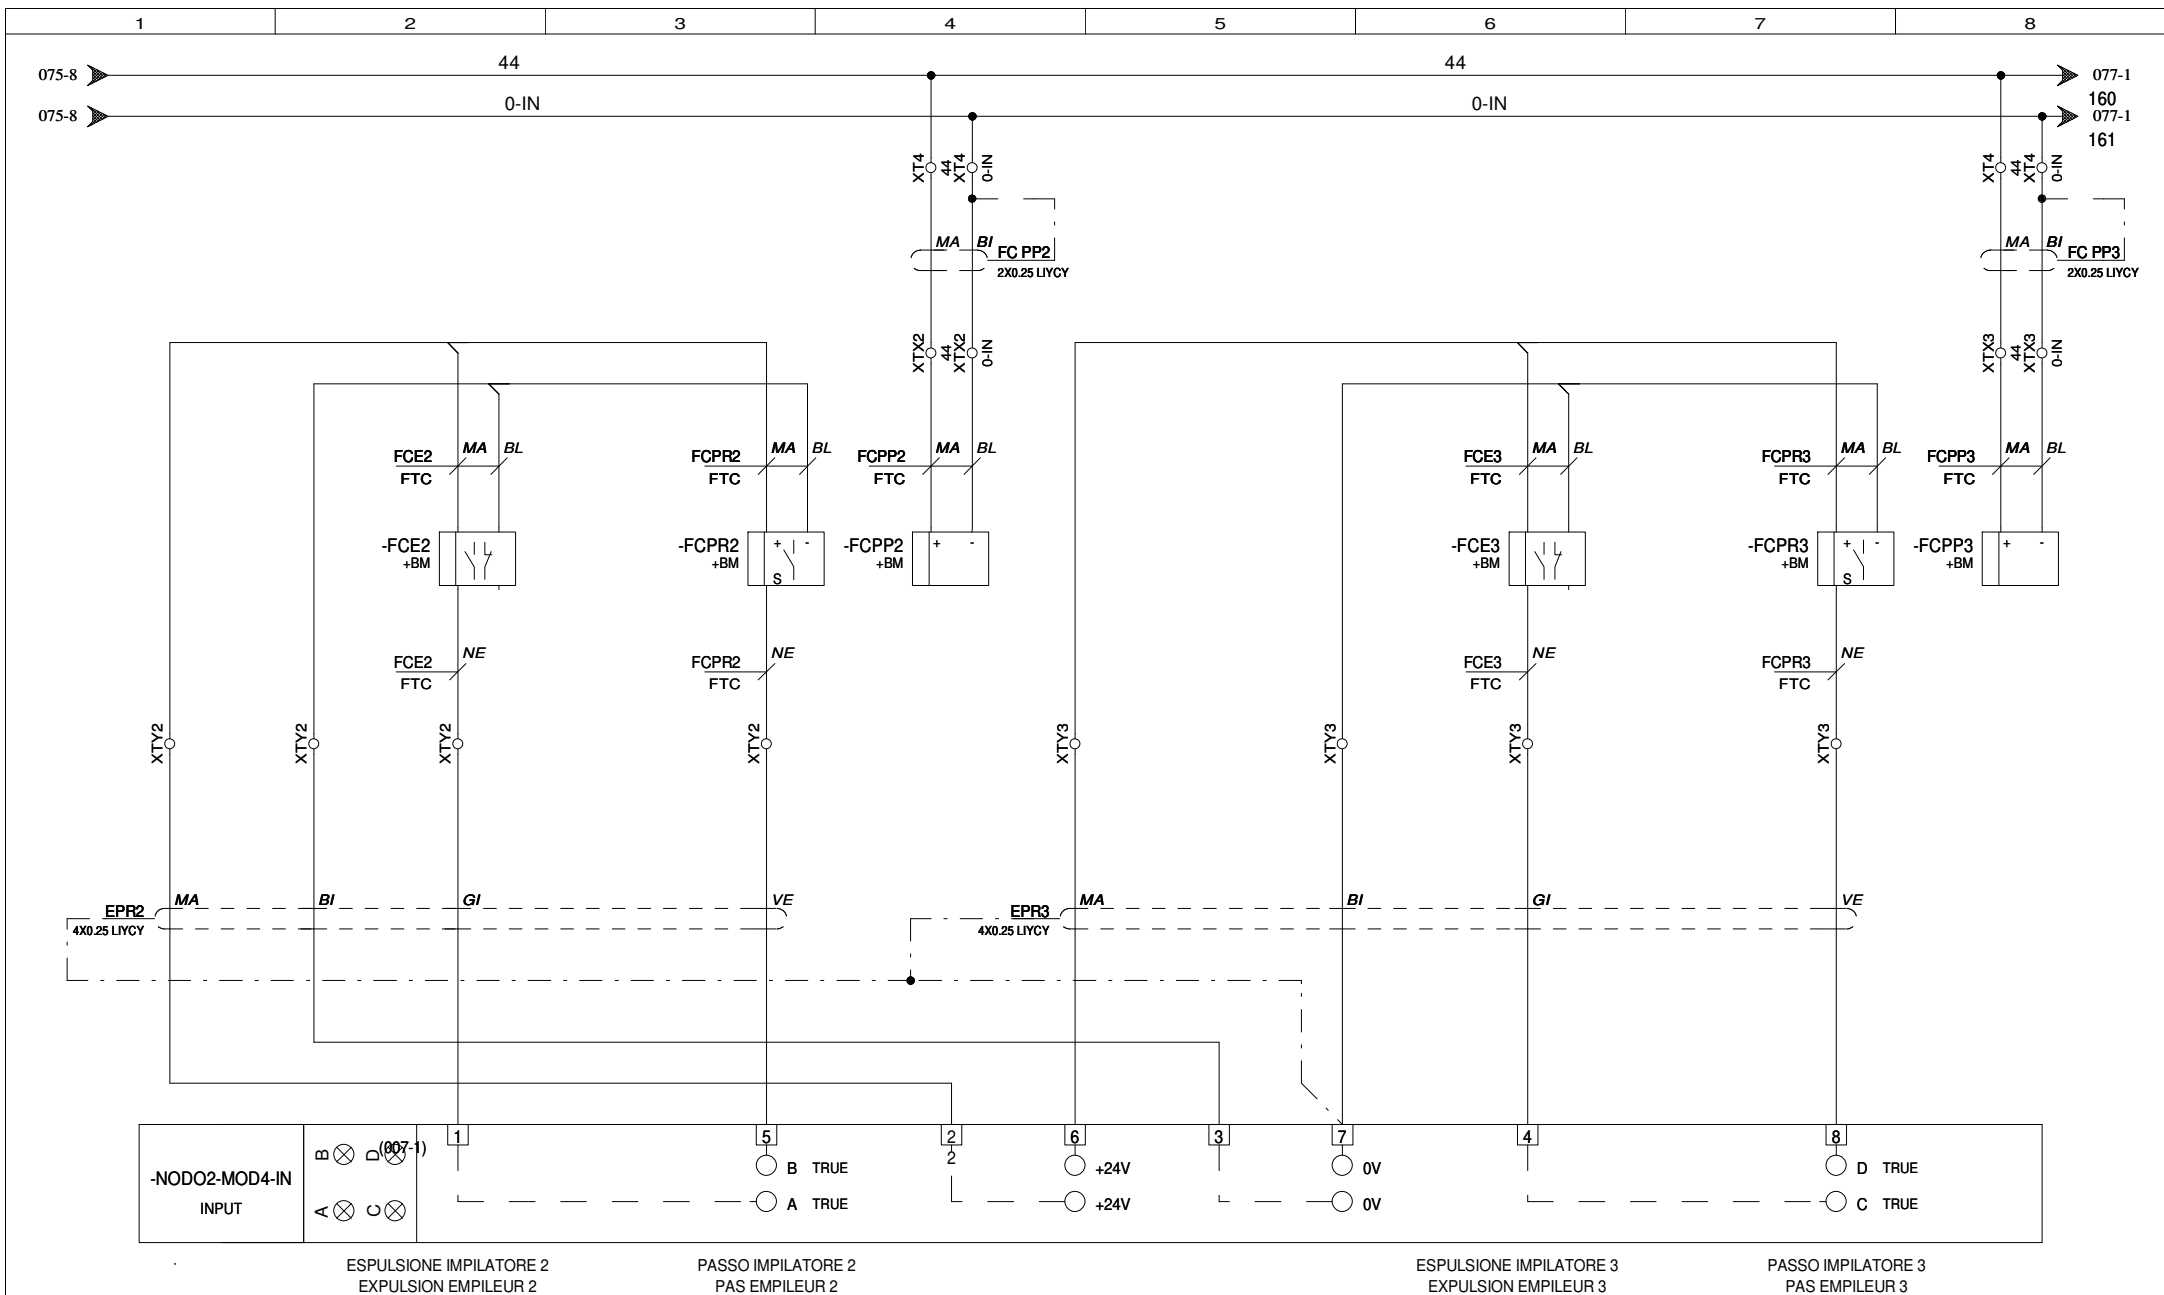 1 2 3 4 5 6 7 8
075-8 44 44 077-1
160
075-8 0-IN 0-IN 077-1
161
XT4 44 XT4 0-IN XT4 44 XT4 0-IN
MA BI FC PP2 MA BI FC PP3
2X0.25 LIYCY 2X0.25 LIYCY
XTX2 44 XTX2 0-IN XTX3 44 XTX3 0-IN
FCE2 MA BL FCPR2 MA BL FCPP2 MA BL FCE3 MA BL FCPR3 MA BL FCPP3 MA BL
FTC FTC FTC FTC FTC FTC
-FCE2 -FCPR2 + - -FCPP2 + - -FCE3 -FCPR3 + - -FCPP3 + -
+BM +BM +BM +BM +BM +BM
S S
FCE2 NE FCPR2 NE FCE3 NE FCPR3 NE
FTC FTC FTC FTC
XTY2 XTY2 XTY2 XTY2 XTY3 XTY3 XTY3 XTY3
EPR2 MA BI GI VE EPR3 MA BI GI VE
4X0.25 LIYCY 4X0.25 LIYCY
1 5 2 6 3 7 4 8
B D (007-1) 2
-NODO2-MOD4-IN B TRUE +24V 0V D TRUE
INPUT A C A TRUE +24V 0V C TRUE
ESPULSIONE IMPILATORE 2 PASSO IMPILATORE 2 ESPULSIONE IMPILATORE 3 PASSO IMPILATORE 3
EXPULSION EMPILEUR 2 PAS EMPILEUR 2 EXPULSION EMPILEUR 3 PAS EMPILEUR 3